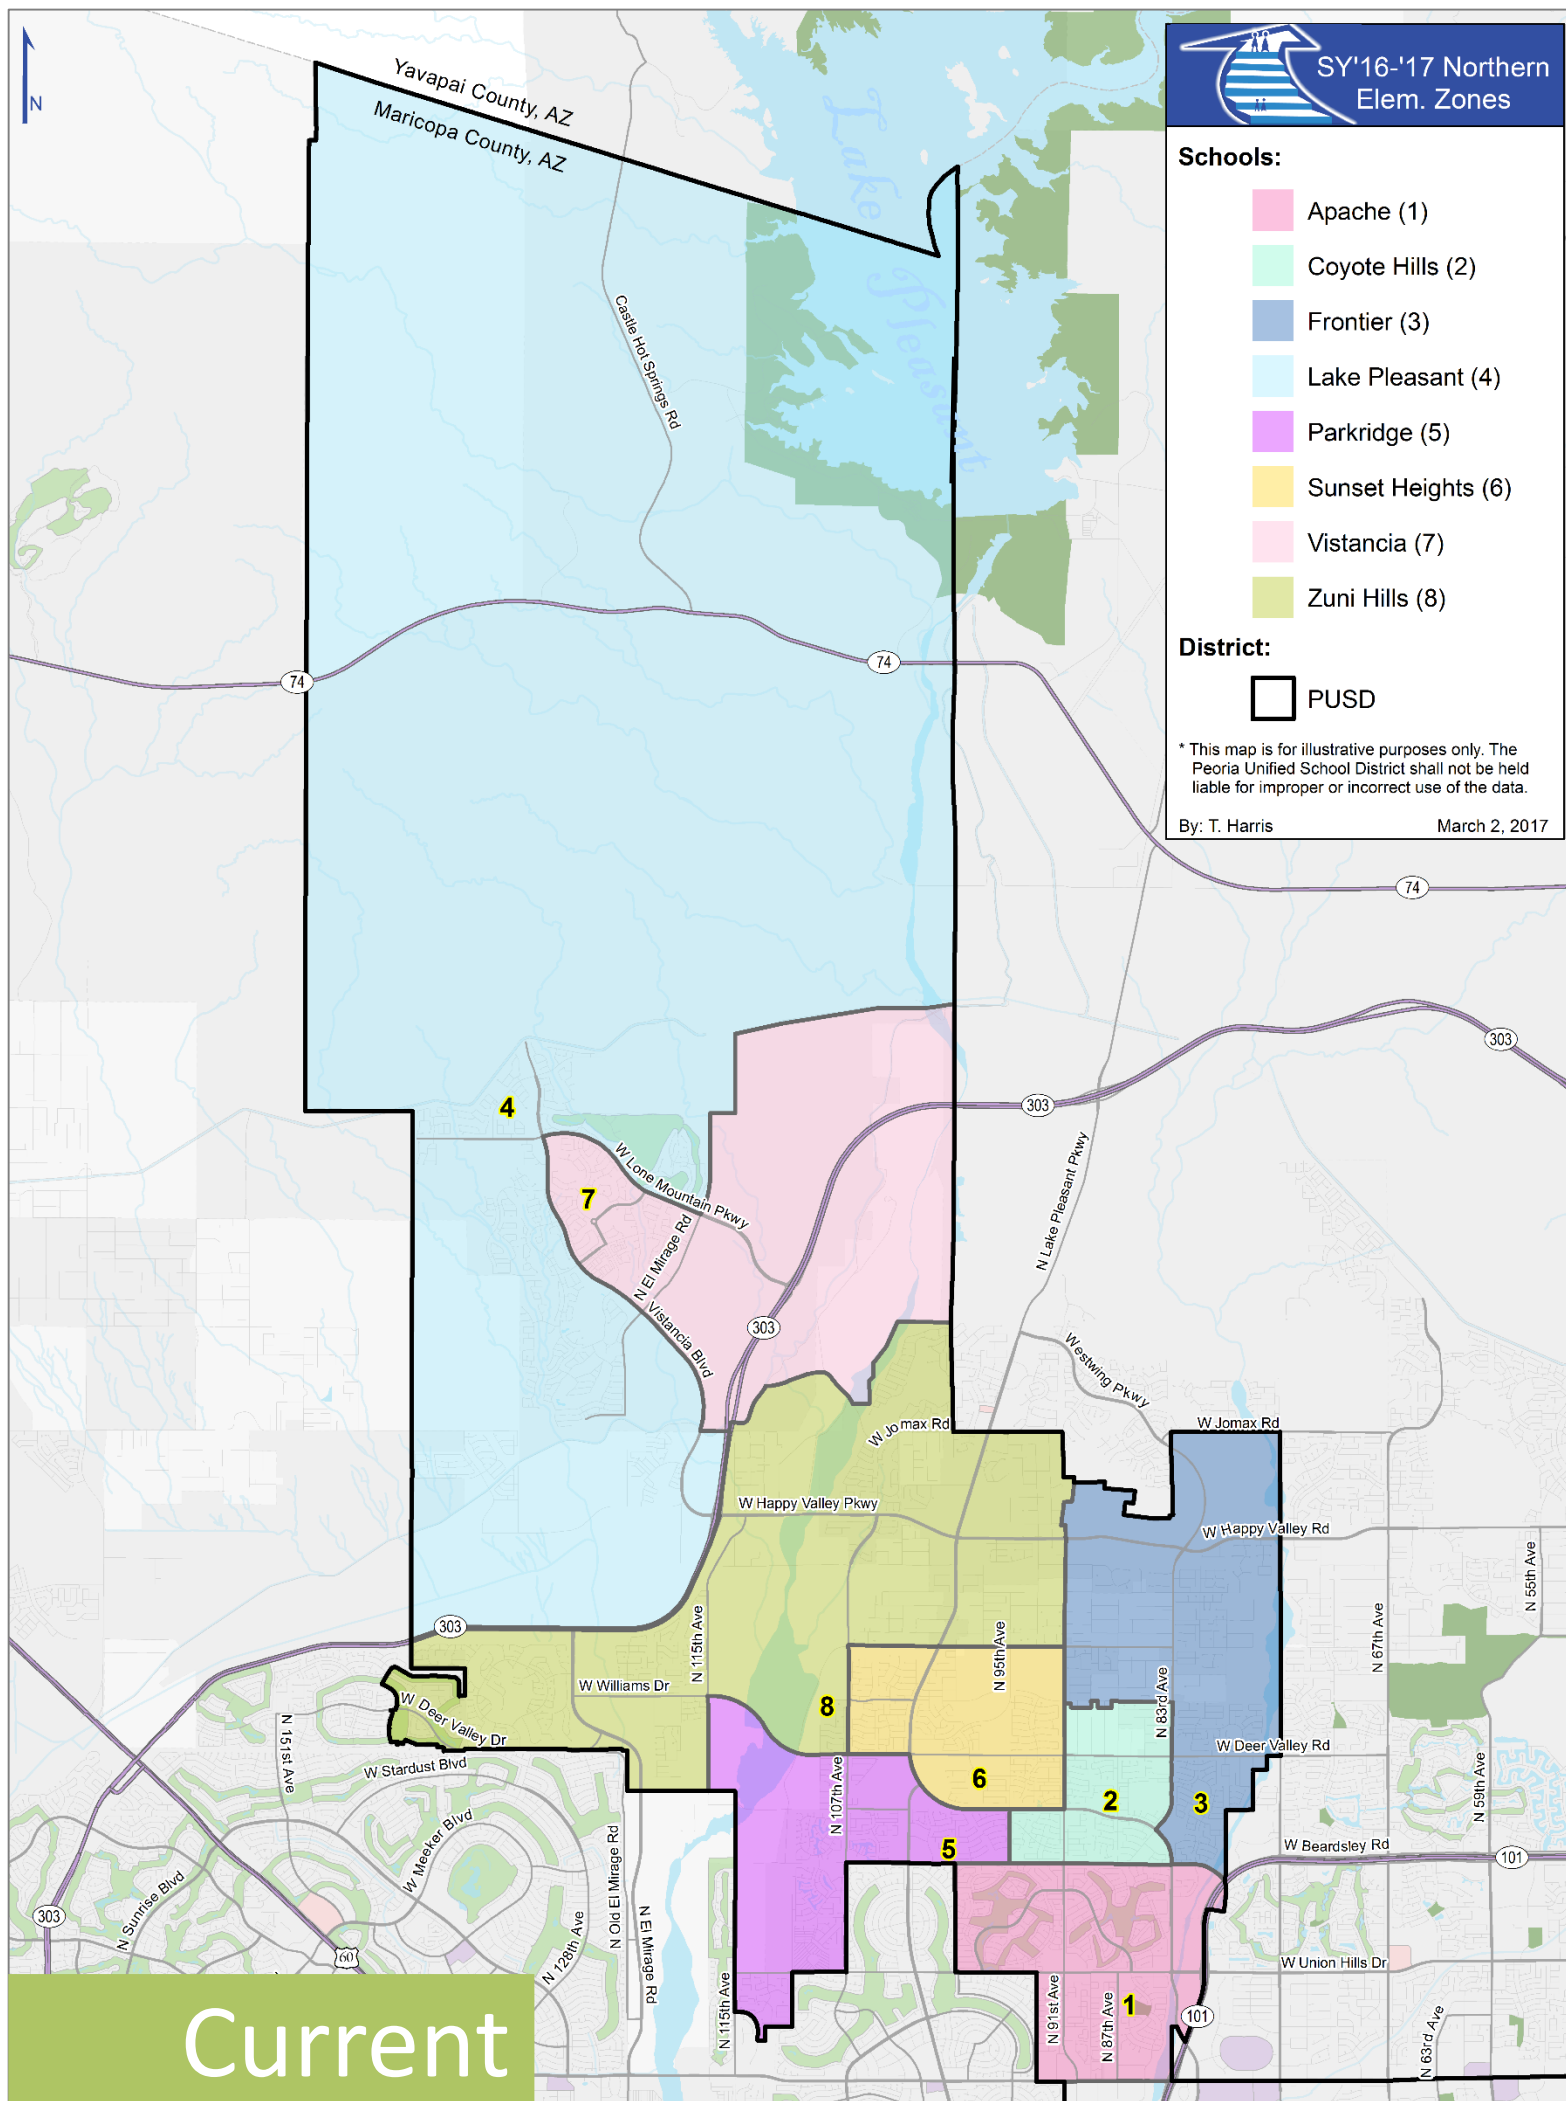 N
Yavapai County, AZ
Maricopa County, AZ
Lake Pleasant
SY'16-'17 Northern
Elem. Zones
Schools:
Apache (1)
Coyote Hills (2)
Frontier (3)
Lake Pleasant (4)
Parkridge (5)
Sunset Heights (6)
Vistancia (7)
Zuni Hills (8)
District:
PUSD
* This map is for illustrative purposes only. The
Peoria Unified School District shall not be held
liable for improper or incorrect use of the data.
By: T. Harris March 2, 2017
Castle Hot Springs Rd
74
74
74
303
303
4
7
W Lone Mountain Pkwy
N El Mirage Rd
Vistancia Blvd
303
N Lake Pleasant Pkwy
Westwing Pkwy
W Jomax Rd
W Jomax Rd
W Happy Valley Pkwy
W Happy Valley Rd
N 55th Ave
303
N 115th Ave
N 95th Ave
N 67th Ave
W Williams Dr
8
N 83rd Ave
W Deer Valley Dr
W Deer Valley Rd
N 151st Ave
W Stardust Blvd
6
2
3
N 107th Ave
N 59th Ave
W Meeker Blvd
5
W Beardsley Rd
101
N Sunrise Blvd
303
N Old El Mirage Rd
N El Mirage Rd
N 128th Ave
60
W Union Hills Dr
N 115th Ave
N 91st Ave
N 87th Ave
1
101
N 63rd Ave
Current